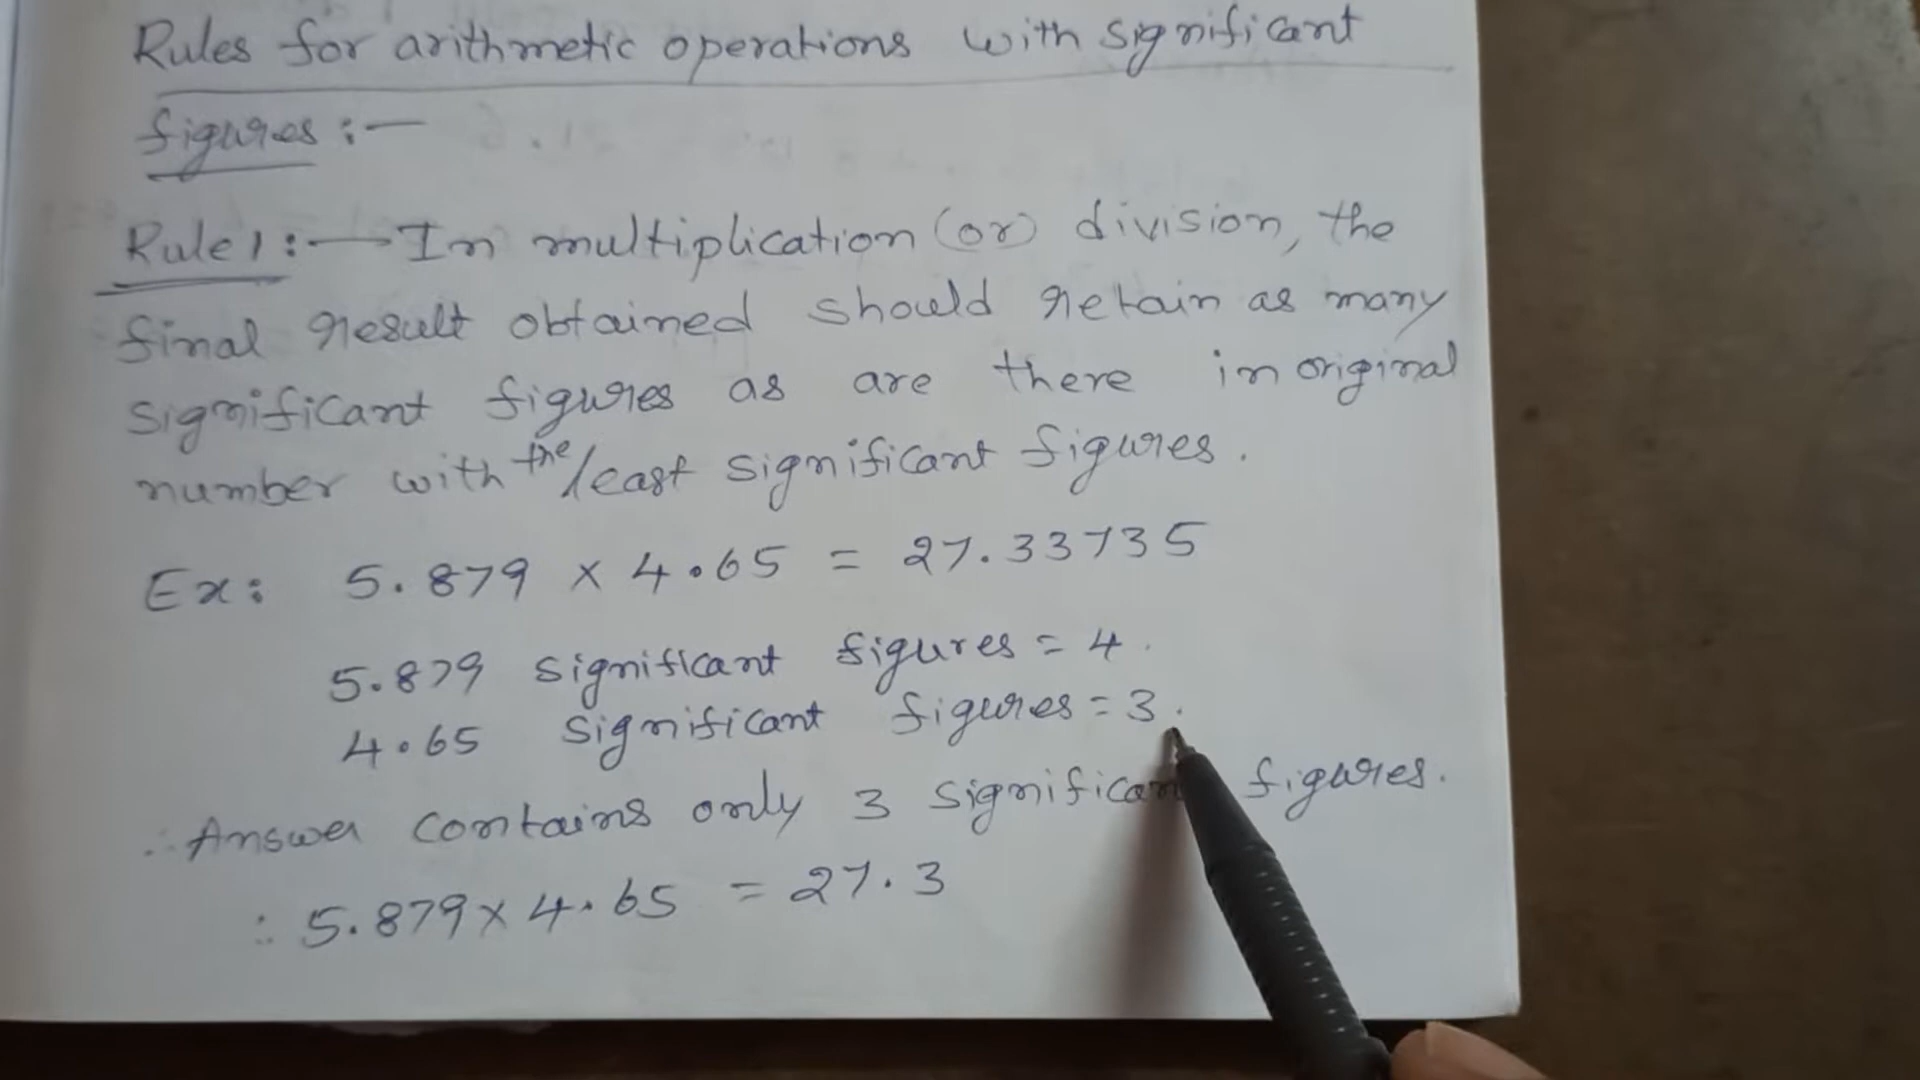 Rules for arithmetic operations with significant
figures :—
Rule 1 :— In multiplication (or) division, the
final result obtained should retain as many
significant figures as are there in original
number with the least significant figures.
Ex: 5.879 × 4.65 = 27.33735
5.879 significant figures = 4.
4.65 significant figures = 3.
∴ Answer contains only 3 significant figures.
∴ 5.879 × 4.65 = 27.3